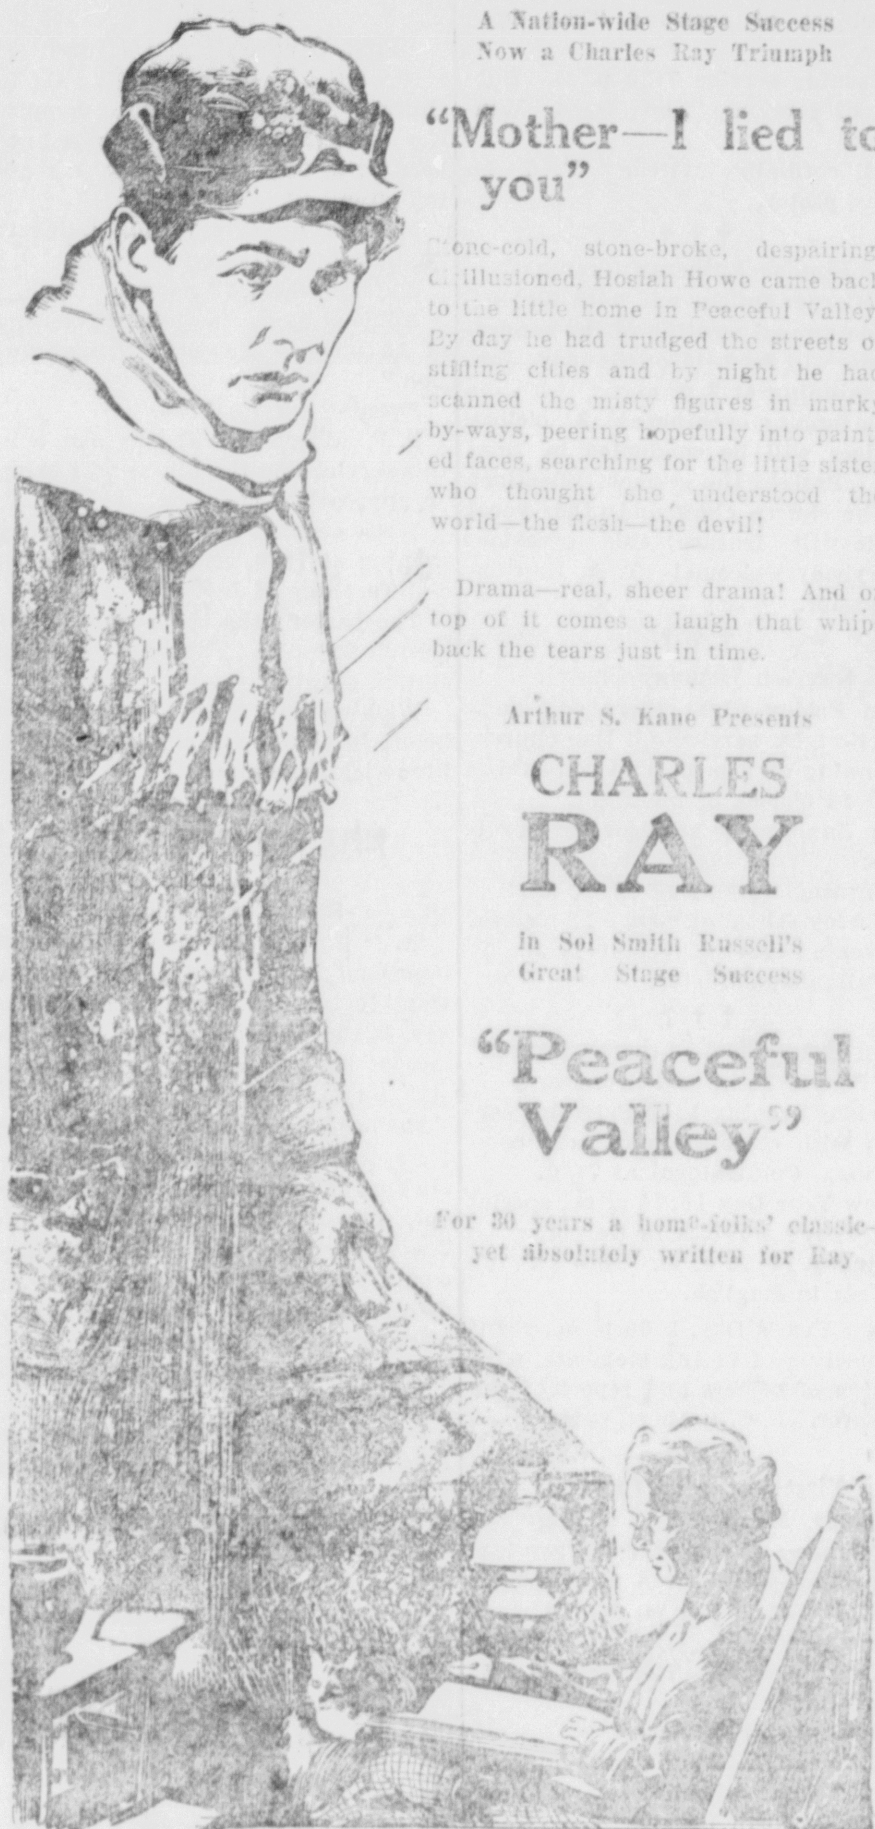 A Nation-wide Stage Success
Now a Charles Ray Triumph
"Mother—I lied to
you"
stone-cold, stone-broke, despairing
disillusioned, Hosiah Howe came back
to the little home in Peaceful Valley
By day he had trudged the streets of
stifling cities and by night he had
scanned the misty figures in murky
by-ways, peering hopefully into paint-
ed faces, searching for the little sister
who thought she understood the
world—the flesh—the devil!
Drama—real, sheer drama! And on
top of it comes a laugh that whips
back the tears just in time.
Arthur S. Kane Presents
CHARLES
RAY
in Sol Smith Russell's
Great Stage Success
"Peaceful
Valley"
For 30 years a home-folks' classic—
yet absolutely written for Ray